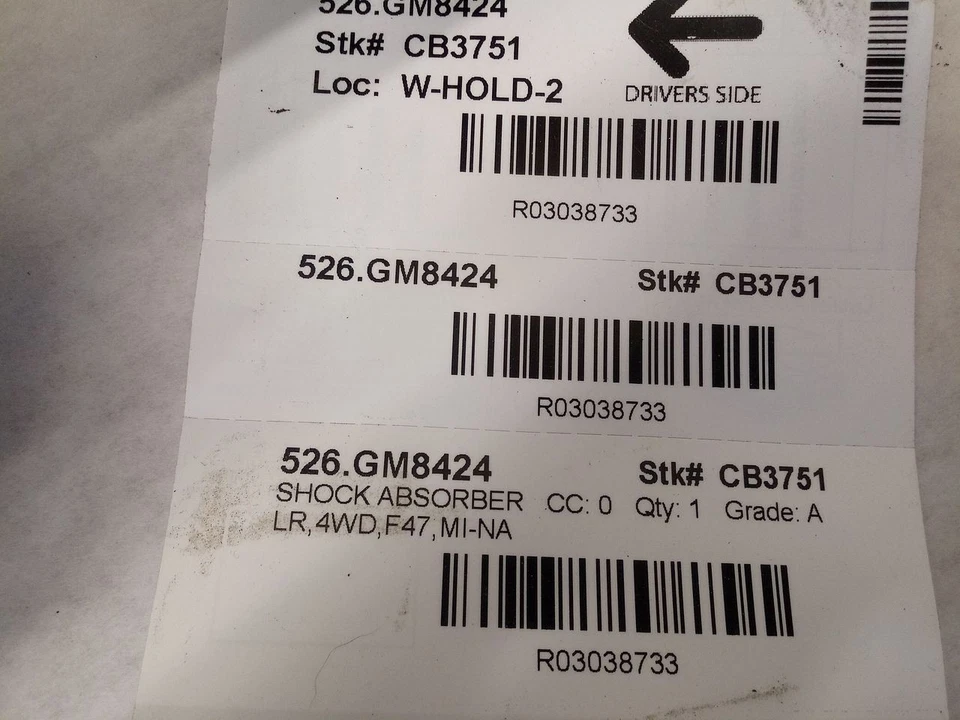 526.GM8424
Stk# CB3751
Loc: W-HOLD-2
DRIVERS SIDE
R03038733
526.GM8424 Stk# CB3751
R03038733
526.GM8424 Stk# CB3751
SHOCK ABSORBER CC: 0 Qty: 1 Grade: A
LR,4WD,F47,MI-NA
R03038733